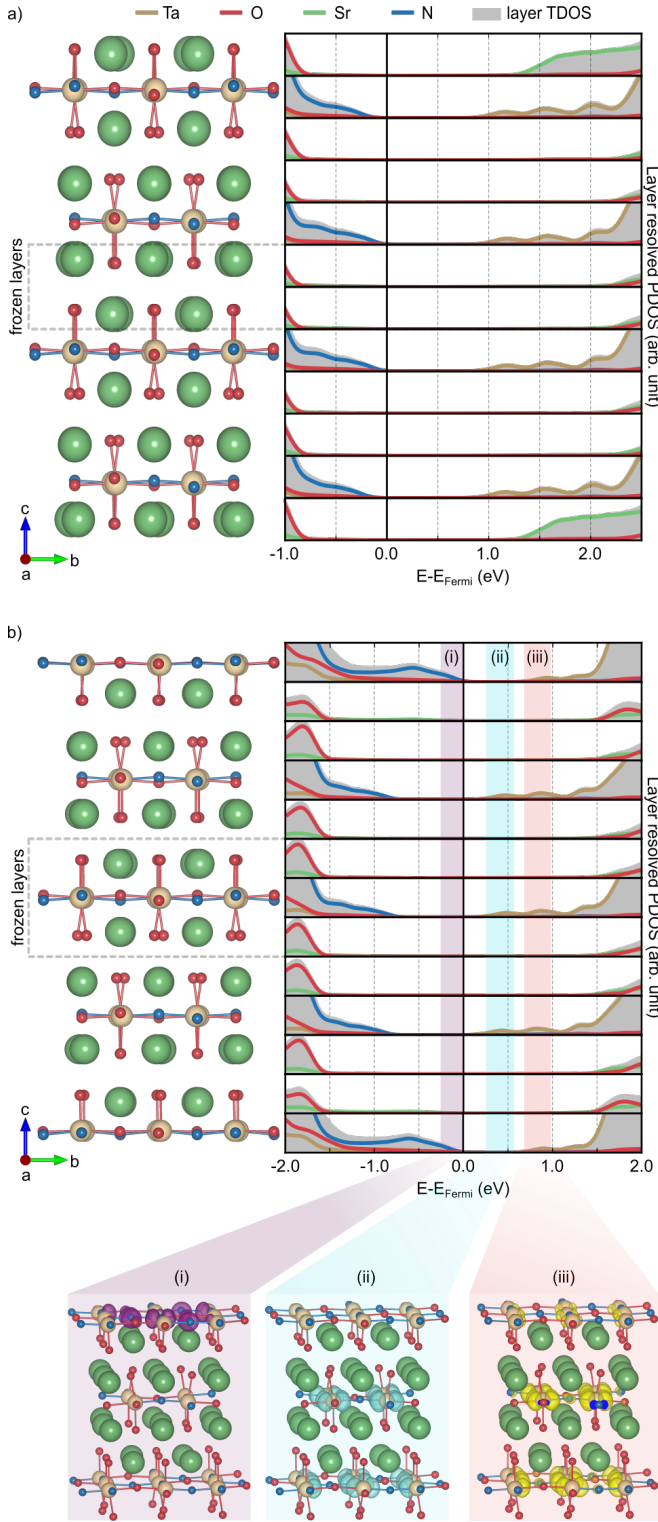 a)
Ta O Sr N layer TDOS
frozen layers
Layer resolved PDOS (arb. unit)
c
a b
-1.0 0.0 1.0 2.0
E-EFermi (eV)
b)
(i) (ii) (iii)
frozen layers
Layer resolved PDOS (arb. unit)
c
a b
-2.0 -1.0 0.0 1.0 2.0
E-EFermi (eV)
(i) (ii) (iii)